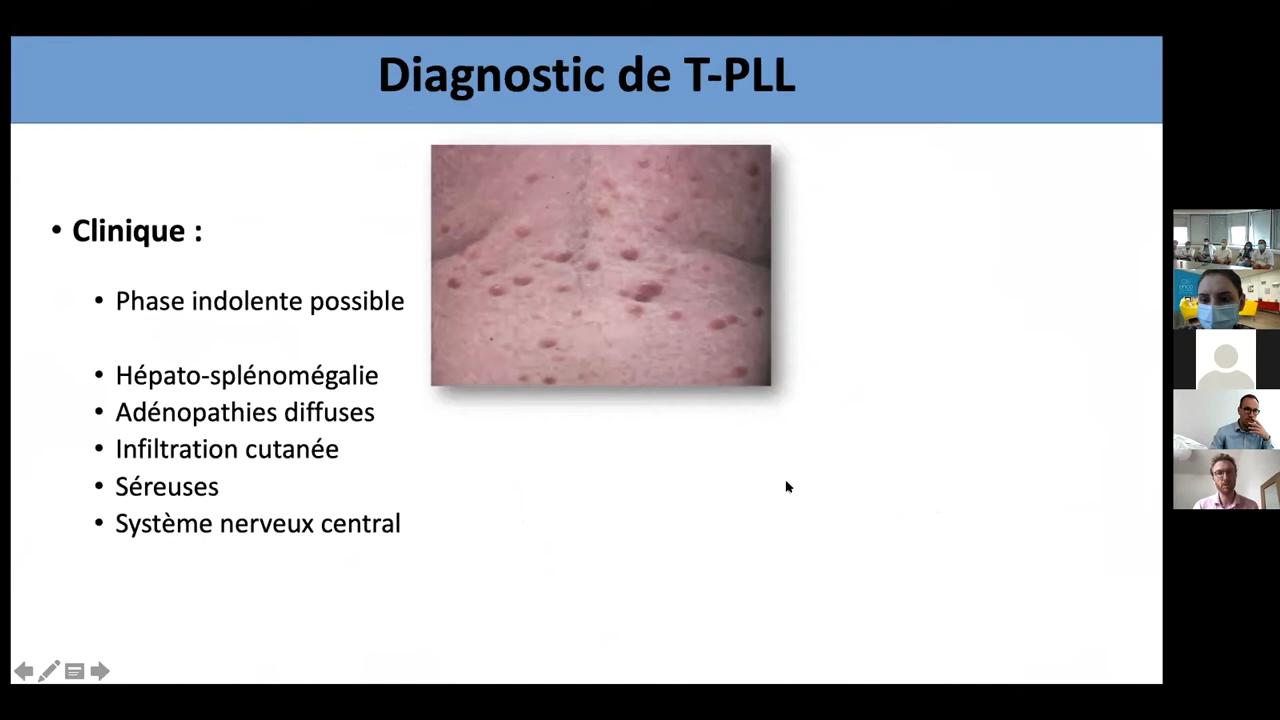 Diagnostic de T-PLL
• Clinique :
• Phase indolente possible
• Hépato-splénomégalie
• Adénopathies diffuses
• Infiltration cutanée
• Séreuses
• Système nerveux central